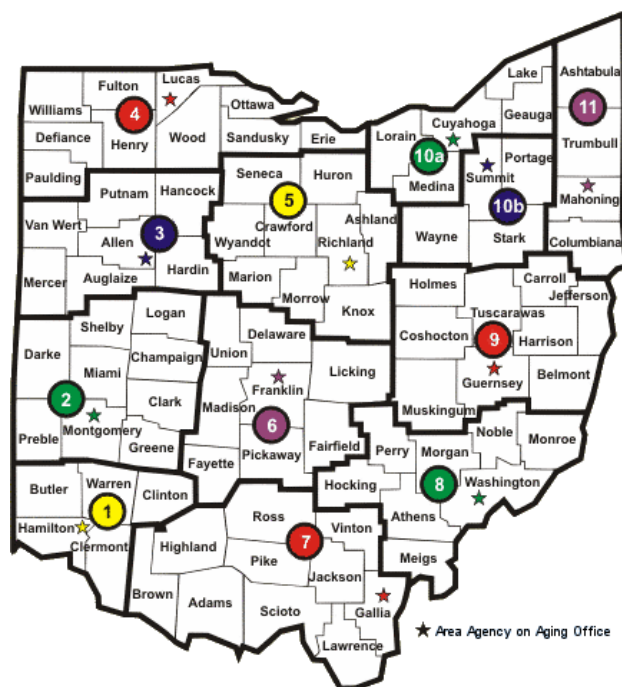 Lake
Ashtabula
Lucas
Fulton
Williams
4
Ottawa
Cuyahoga
Geauga
11
Defiance
Henry
Wood
Sandusky
Erie
Lorain
10a
Trumbull
Paulding
Seneca
Huron
Medina
Summit
Portage
Putnam
Hancock
5
Mahoning
Van Wert
3
Crawford
Ashland
10b
Allen
Wyandot
Richland
Wayne
Stark
Columbiana
Mercer
Auglaize
Hardin
Marion
Morrow
Holmes
Carroll
Jefferson
Logan
Knox
Tuscarawas
Shelby
Delaware
Coshocton
9
Harrison
Darke
Champaign
Union
Licking
Miami
Franklin
Guernsey
Belmont
2
Clark
Madison
Muskingum
Montgomery
6
Noble
Preble
Greene
Pickaway
Fairfield
Perry
Morgan
Monroe
Fayette
Butler
Warren
Clinton
Hocking
8
Washington
1
Ross
Athens
Hamilton
7
Vinton
Clermont
Highland
Pike
Meigs
Jackson
Brown
Adams
Scioto
Gallia
Lawrence
Area Agency on Aging Office